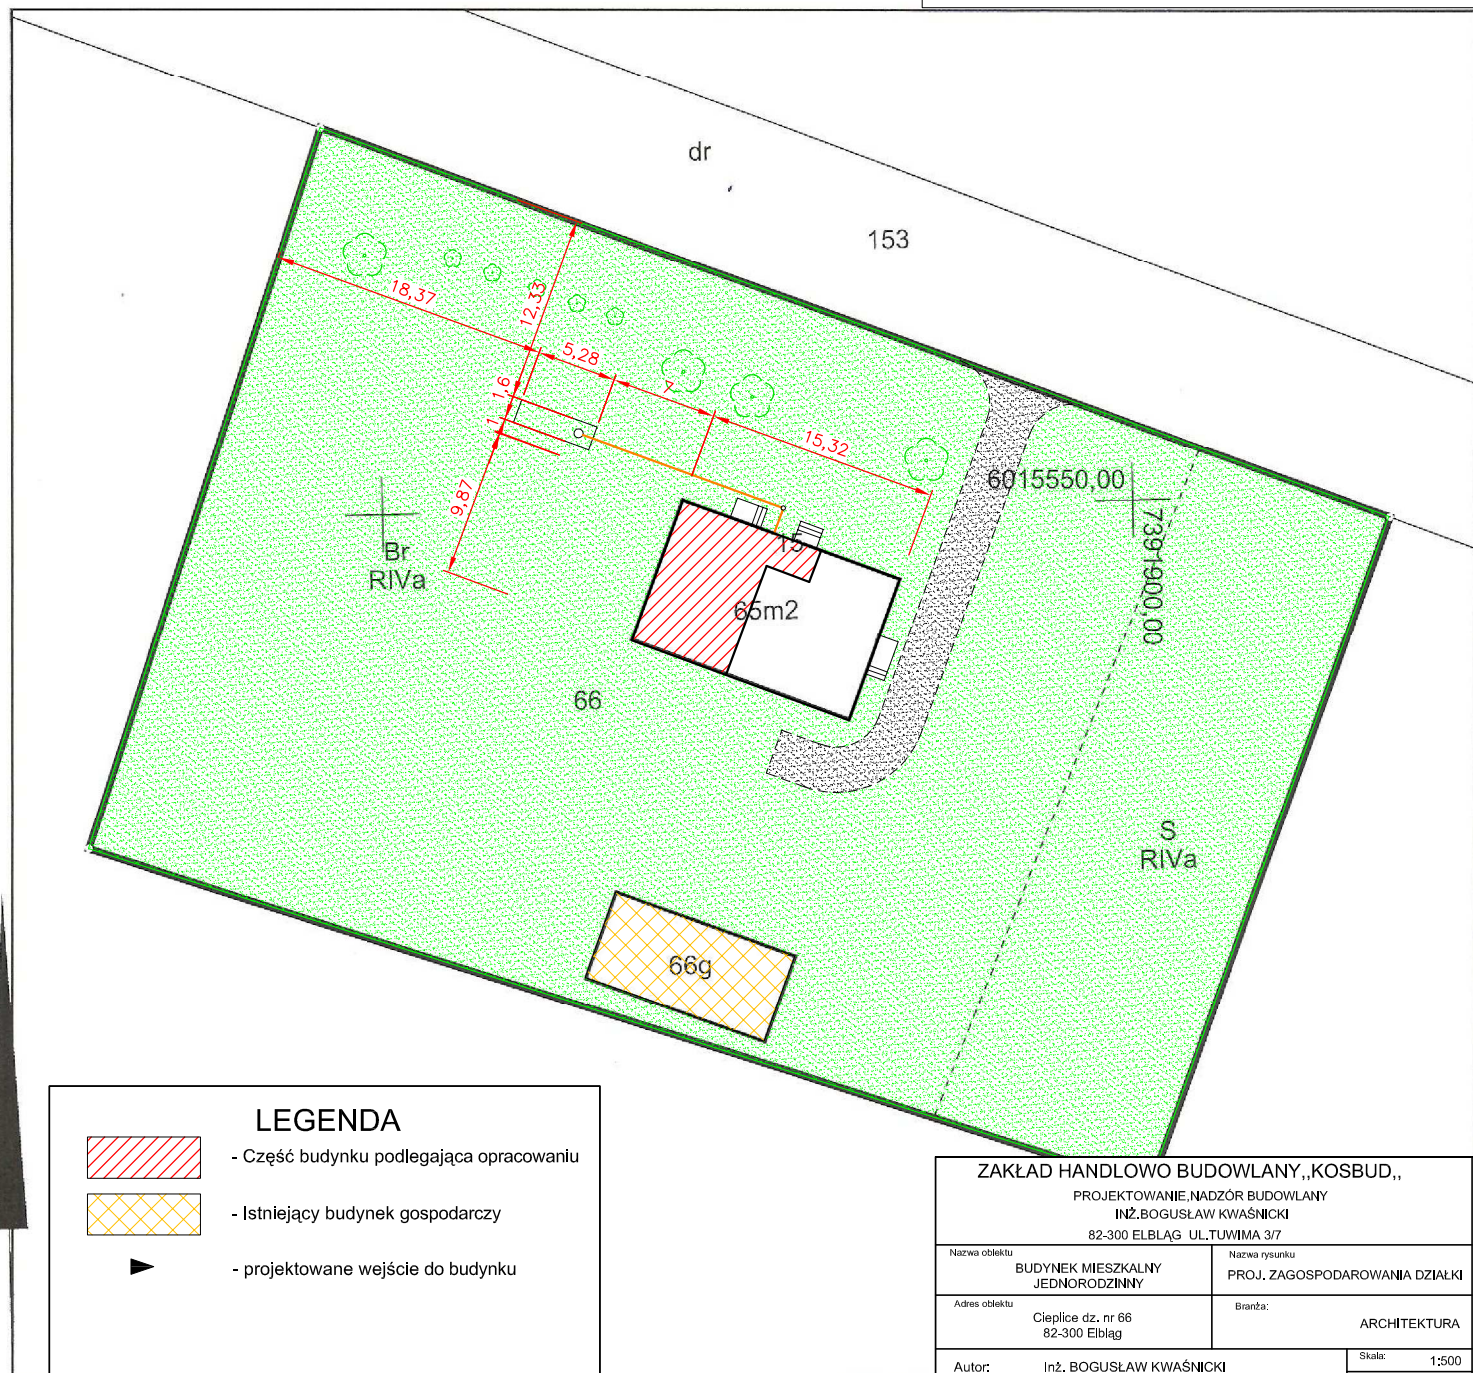 dr
153
18,37
12,33
5,28
7
15,32
1,6
1
9,87
6015550,00
7391900,00
Br
RIVa
15
65m2
66
S
RIVa
66g
LEGENDA
- Część budynku podlegająca opracowaniu
- Istniejący budynek gospodarczy
- projektowane wejście do budynku
ZAKŁAD HANDLOWO BUDOWLANY,,KOSBUD,,
PROJEKTOWANIE,NADZÓR BUDOWLANY
INŻ.BOGUSŁAW KWAŚNICKI
82-300 ELBLĄG UL.TUWIMA 3/7
Nazwa obiektu
BUDYNEK MIESZKALNY
JEDNORODZINNY
Nazwa rysunku
PROJ. ZAGOSPODAROWANIA DZIAŁKI
Adres obiektu
Cieplice dz. nr 66
82-300 Elbląg
Branża:
ARCHITEKTURA
Autor: Inż. BOGUSŁAW KWAŚNICKI
Skala: 1:500